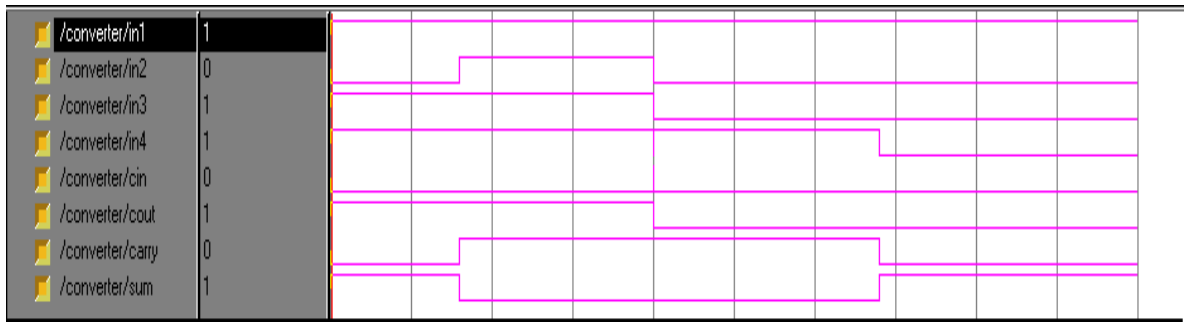 /converter/in1 1
/converter/in2 0
/converter/in3 1
/converter/in4 1
/converter/cin 0
/converter/cout 1
/converter/carry 0
/converter/sum 1